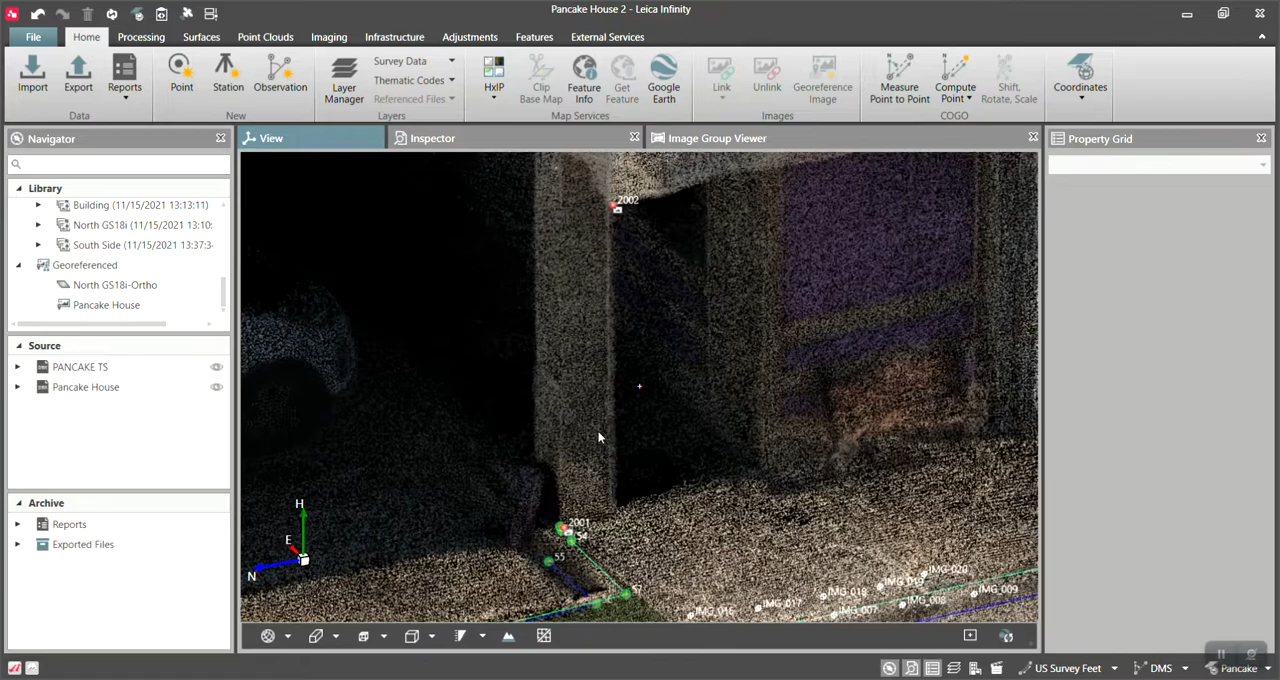 Pancake House 2 - Leica Infinity
File Home Processing Surfaces Point Clouds Imaging Infrastructure Adjustments Features External Services
Import Export Reports
Data
Point Station Observation
New
Layer Manager
Survey Data
Thematic Codes
Referenced Files
Layers
HxIP
Clip Base Map
Feature Info
Get Feature
Google Earth
Map Services
Link Unlink
Georeference Image
Images
Measure Point to Point
Compute Point
Shift, Rotate, Scale
COGO
Coordinates
Navigator
Library
Building (11/15/2021 13:13:11)
North GS18i (11/15/2021 13:10:
South Side (11/15/2021 13:37:3
Georeferenced
North GS18i-Ortho
Pancake House
Source
PANCAKE TS
Pancake House
Archive
Reports
Exported Files
View
Inspector
Image Group Viewer
2002
2001
54
55
IMG_020
IMG_019
IMG_018
IMG_009
IMG_017
IMG_008
IMG_016
IMG_007
H
E
N
Property Grid
US Survey Feet
DMS
Pancake